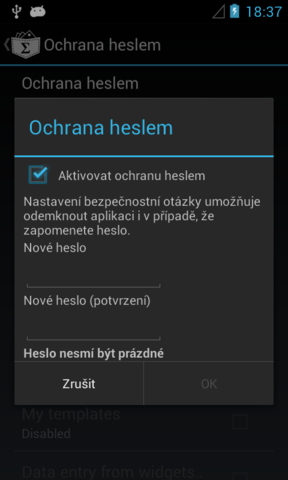 18:37
Ochrana heslem
Ochrana heslem
Ochrana heslem
Aktivovat ochranu heslem
Nastavení bezpečnostní otázky umožňuje
odemknout aplikaci i v případě, že
zapomenete heslo.
Nové heslo
Nové heslo (potvrzení)
Heslo nesmí být prázdné
Zrušit
OK
My templates
Disabled
Data entry from widgets..